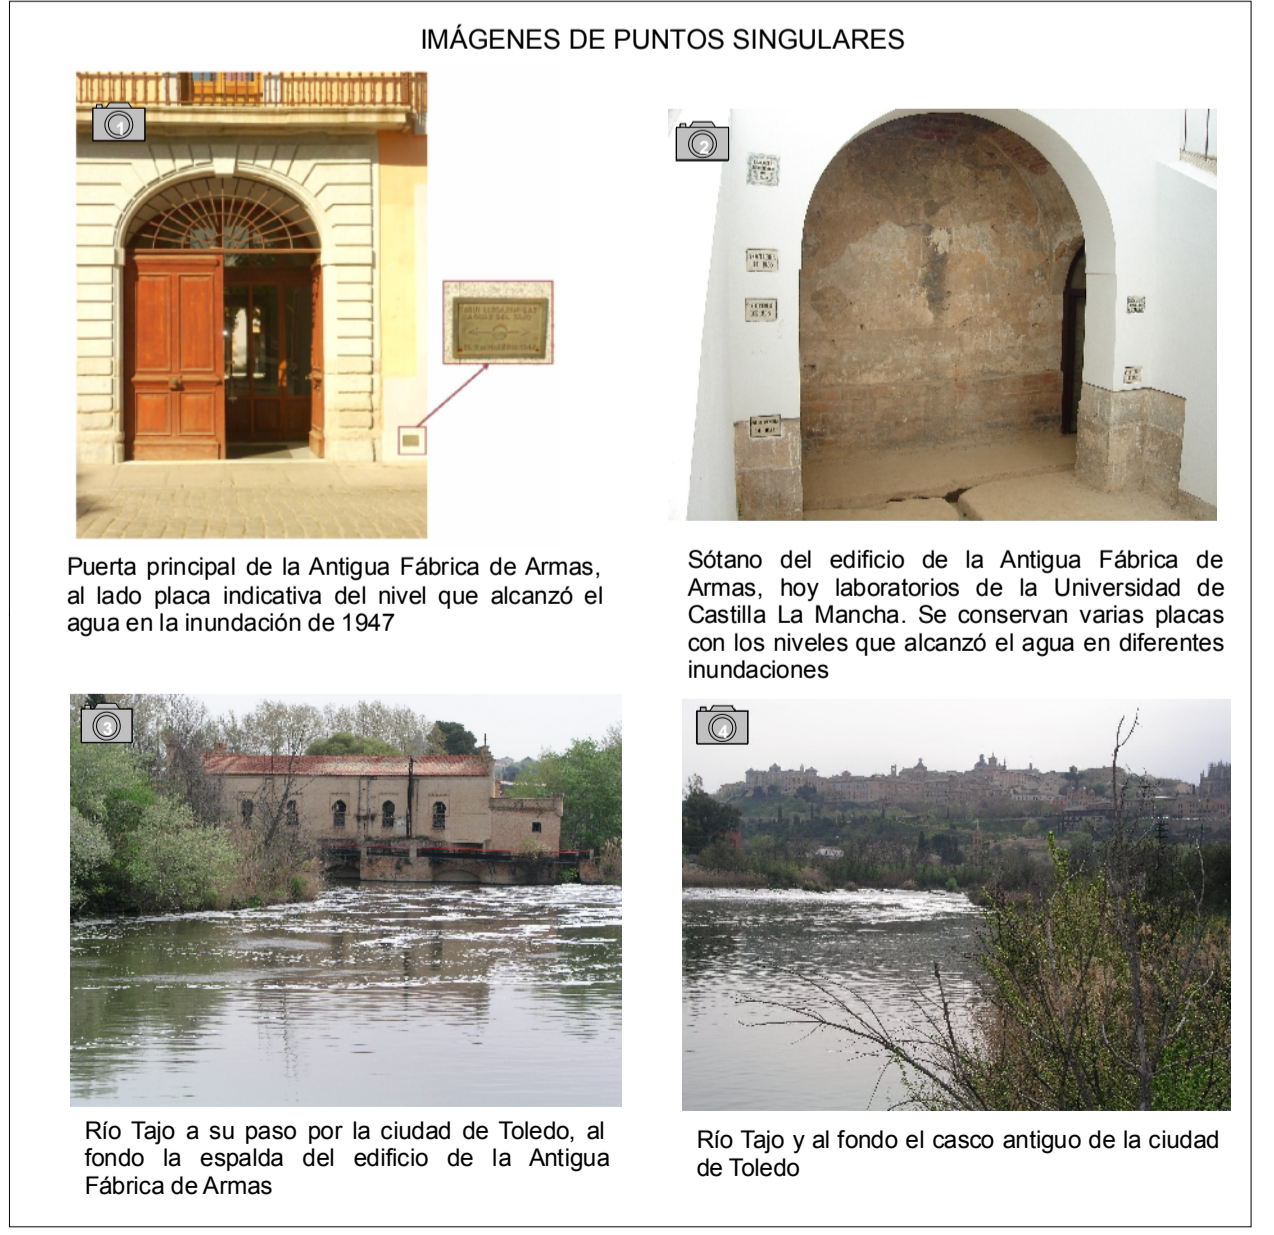 IMÁGENES DE PUNTOS SINGULARES
1
2
Puerta principal de la Antigua Fábrica de Armas,
al lado placa indicativa del nivel que alcanzó el
agua en la inundación de 1947
Sótano del edificio de la Antigua Fábrica de
Armas, hoy laboratorios de la Universidad de
Castilla La Mancha. Se conservan varias placas
con los niveles que alcanzó el agua en diferentes
inundaciones
3
4
Río Tajo a su paso por la ciudad de Toledo, al
fondo la espalda del edificio de la Antigua
Fábrica de Armas
Río Tajo y al fondo el casco antiguo de la ciudad
de Toledo